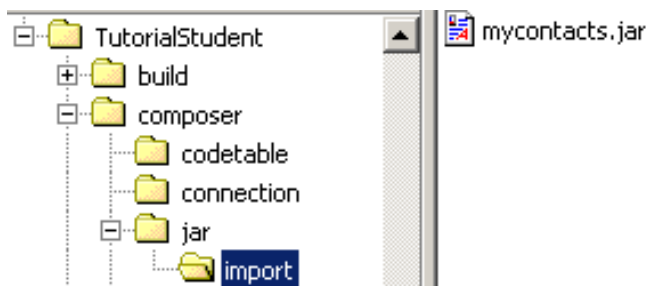 TutorialStudent
build
composer
codetable
connection
jar
import
mycontacts.jar